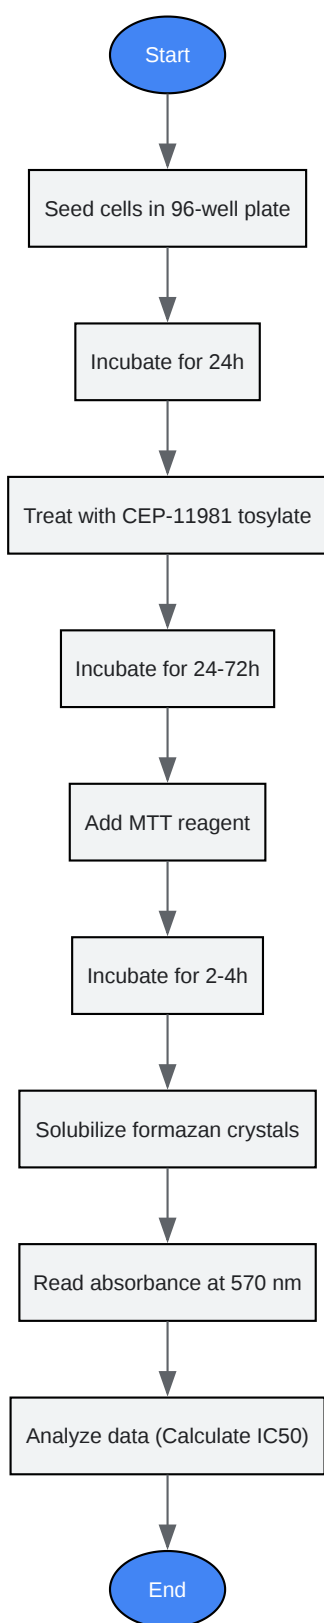 Start
Seed cells in 96-well plate
Incubate for 24h
Treat with CEP-11981 tosylate
Incubate for 24-72h
Add MTT reagent
Incubate for 2-4h
Solubilize formazan crystals
Read absorbance at 570 nm
Analyze data (Calculate IC50)
End